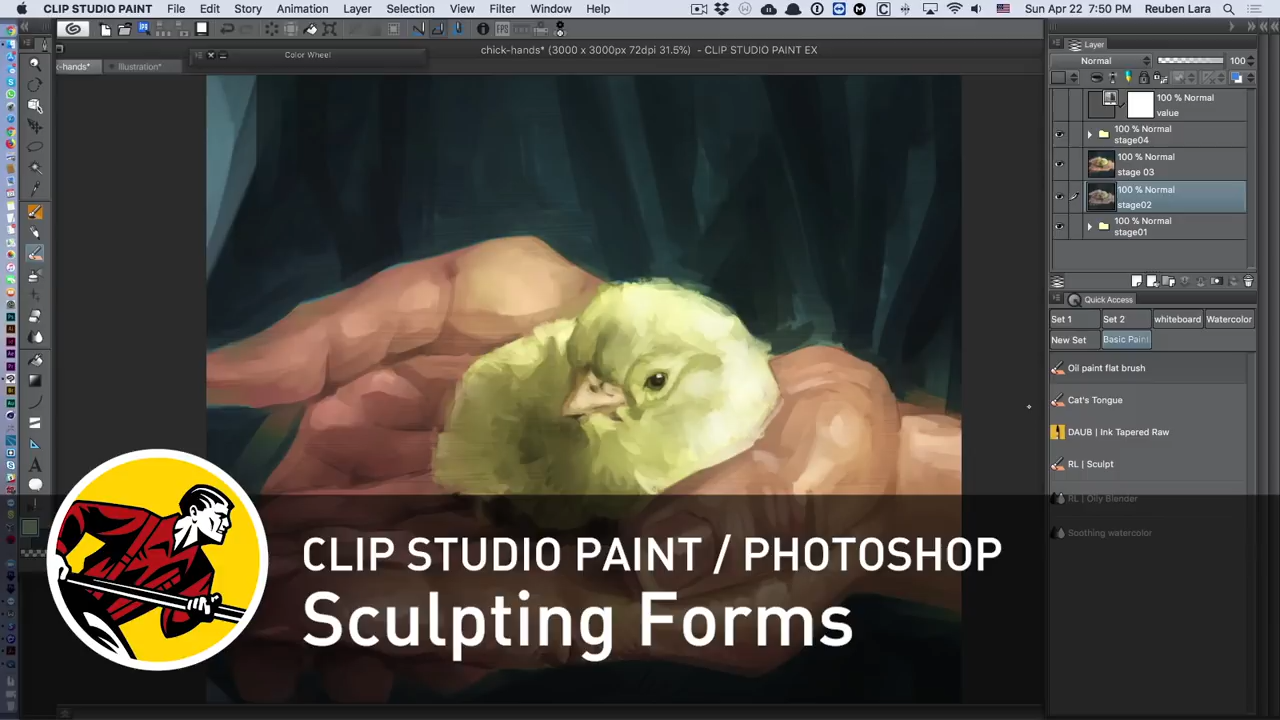 CLIP STUDIO PAINT File Edit Story Animation Layer Selection View Filter Window Help
Sun Apr 22 7:50 PM Reuben Lara
chick-hands* (3000 x 3000px 72dpi 31.5%) - CLIP STUDIO PAINT EX
Color Wheel
-hands* Illustration*
Layer
Normal 100
100 % Normal
value
100 % Normal
stage04
100 % Normal
stage 03
100 % Normal
stage02
100 % Normal
stage01
Quick Access
Set 1 Set 2 whiteboard Watercolor
New Set Basic Paint
Oil paint flat brush
Cat's Tongue
DAUB | Ink Tapered Raw
RL | Sculpt
RL | Oily Blender
Soothing watercolor
CLIP STUDIO PAINT / PHOTOSHOP
Sculpting Forms